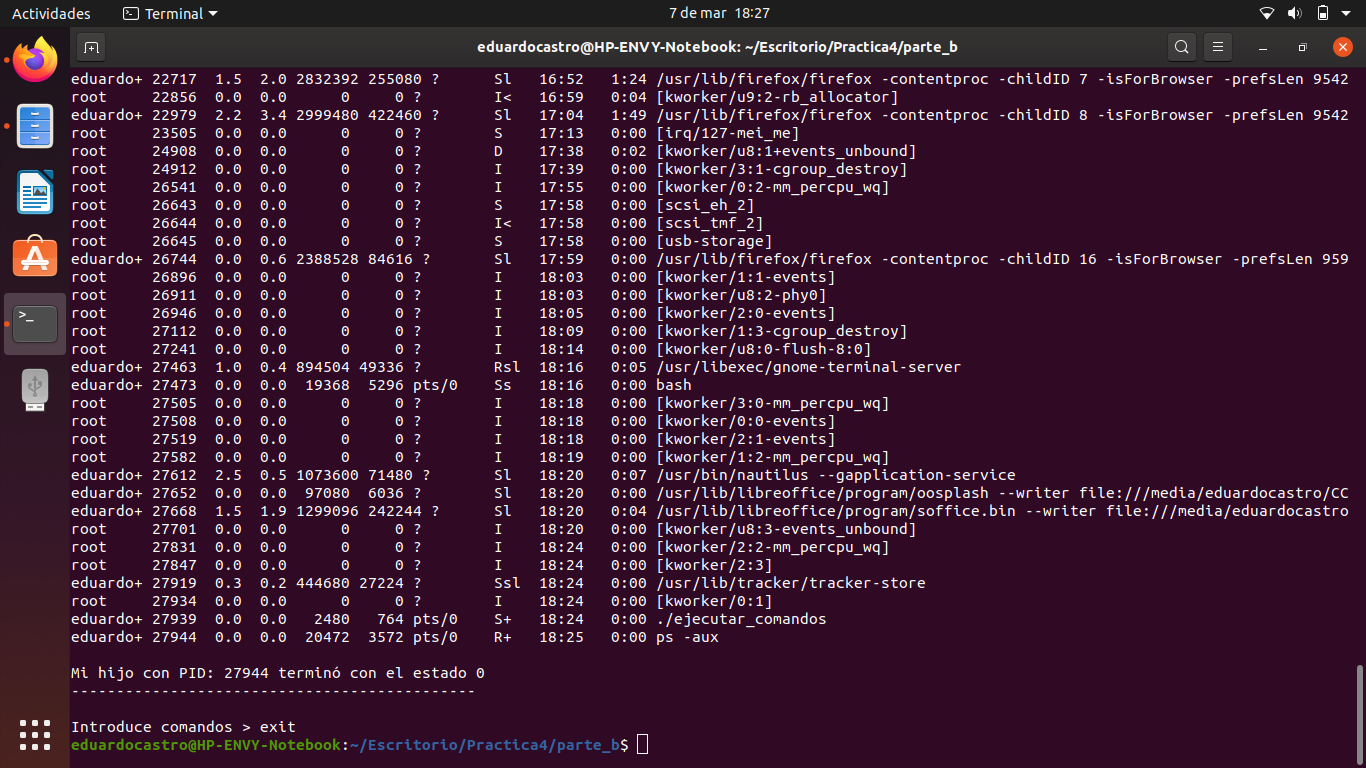 Actividades Terminal 7 de mar 18:27
eduardocastro@HP-ENVY-Notebook: ~/Escritorio/Practica4/parte_b
eduardo+ 22717 1.5 2.0 2832392 255080 ? Sl 16:52 1:24 /usr/lib/firefox/firefox -contentproc -childID 7 -isForBrowser -prefsLen 9542
root 22856 0.0 0.0 0 0 ? I< 16:59 0:04 [kworker/u9:2-rb_allocator]
eduardo+ 22979 2.2 3.4 2999480 422460 ? Sl 17:04 1:49 /usr/lib/firefox/firefox -contentproc -childID 8 -isForBrowser -prefsLen 9542
root 23505 0.0 0.0 0 0 ? S 17:13 0:00 [irq/127-mei_me]
root 24908 0.0 0.0 0 0 ? D 17:38 0:02 [kworker/u8:1+events_unbound]
root 24912 0.0 0.0 0 0 ? I 17:39 0:00 [kworker/3:1-cgroup_destroy]
root 26541 0.0 0.0 0 0 ? I 17:55 0:00 [kworker/0:2-mm_percpu_wq]
root 26643 0.0 0.0 0 0 ? S 17:58 0:00 [scsi_eh_2]
root 26644 0.0 0.0 0 0 ? I< 17:58 0:00 [scsi_tmf_2]
root 26645 0.0 0.0 0 0 ? S 17:58 0:00 [usb-storage]
eduardo+ 26744 0.0 0.6 2388528 84616 ? Sl 17:59 0:00 /usr/lib/firefox/firefox -contentproc -childID 16 -isForBrowser -prefsLen 959
root 26896 0.0 0.0 0 0 ? I 18:03 0:00 [kworker/1:1-events]
root 26911 0.0 0.0 0 0 ? I 18:03 0:00 [kworker/u8:2-phy0]
root 26946 0.0 0.0 0 0 ? I 18:05 0:00 [kworker/2:0-events]
root 27112 0.0 0.0 0 0 ? I 18:09 0:00 [kworker/1:3-cgroup_destroy]
root 27241 0.0 0.0 0 0 ? I 18:14 0:00 [kworker/u8:0-flush-8:0]
eduardo+ 27463 1.0 0.4 894504 49336 ? Rsl 18:16 0:05 /usr/libexec/gnome-terminal-server
eduardo+ 27473 0.0 0.0 19368 5296 pts/0 Ss 18:16 0:00 bash
root 27505 0.0 0.0 0 0 ? I 18:18 0:00 [kworker/3:0-mm_percpu_wq]
root 27508 0.0 0.0 0 0 ? I 18:18 0:00 [kworker/0:0-events]
root 27519 0.0 0.0 0 0 ? I 18:18 0:00 [kworker/2:1-events]
root 27582 0.0 0.0 0 0 ? I 18:19 0:00 [kworker/1:2-mm_percpu_wq]
eduardo+ 27612 2.5 0.5 1073600 71480 ? Sl 18:20 0:07 /usr/bin/nautilus --gapplication-service
eduardo+ 27652 0.0 0.0 97080 6036 ? Sl 18:20 0:00 /usr/lib/libreoffice/program/oosplash --writer file:///media/eduardocastro/CC
eduardo+ 27668 1.5 1.9 1299096 242244 ? Sl 18:20 0:04 /usr/lib/libreoffice/program/soffice.bin --writer file:///media/eduardocastro
root 27701 0.0 0.0 0 0 ? I 18:20 0:00 [kworker/u8:3-events_unbound]
root 27831 0.0 0.0 0 0 ? I 18:24 0:00 [kworker/2:2-mm_percpu_wq]
root 27847 0.0 0.0 0 0 ? I 18:24 0:00 [kworker/2:3]
eduardo+ 27919 0.3 0.2 444680 27224 ? Ssl 18:24 0:00 /usr/lib/tracker/tracker-store
root 27934 0.0 0.0 0 0 ? I 18:24 0:00 [kworker/0:1]
eduardo+ 27939 0.0 0.0 2480 764 pts/0 S+ 18:24 0:00 ./ejecutar_comandos
eduardo+ 27944 0.0 0.0 20472 3572 pts/0 R+ 18:25 0:00 ps -aux
Mi hijo con PID: 27944 terminó con el estado 0
---------------------------------------------
Introduce comandos > exit
eduardocastro@HP-ENVY-Notebook:~/Escritorio/Practica4/parte_b$